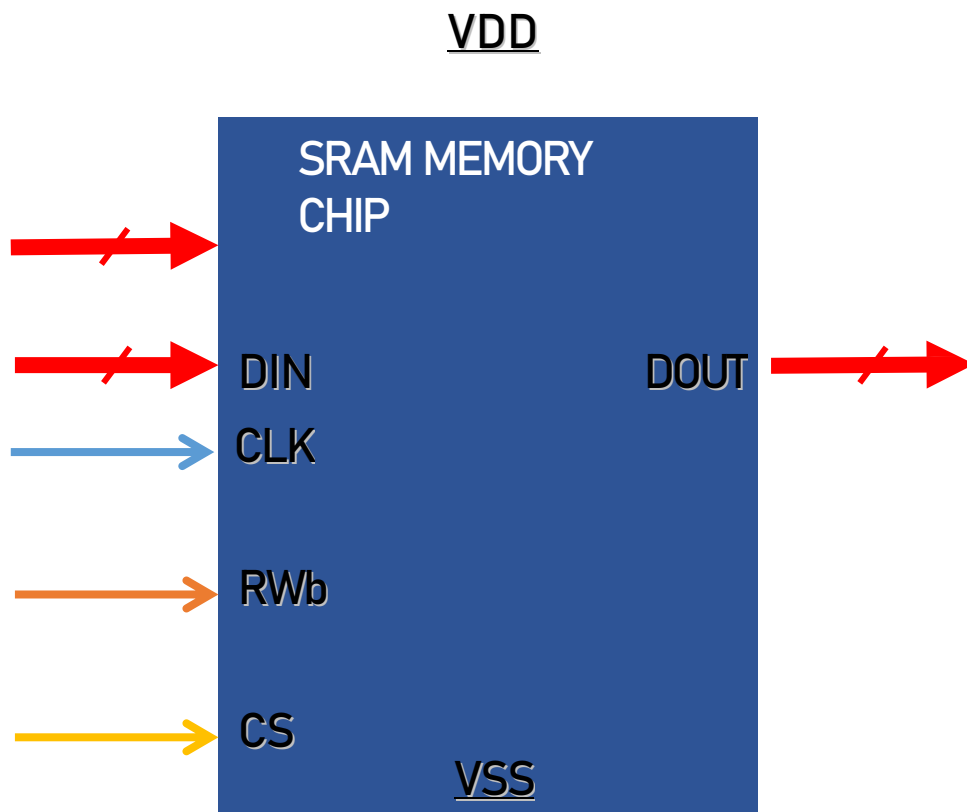 VDD
SRAM MEMORY
CHIP
DIN
DOUT
CLK
RWb
CS
VSS